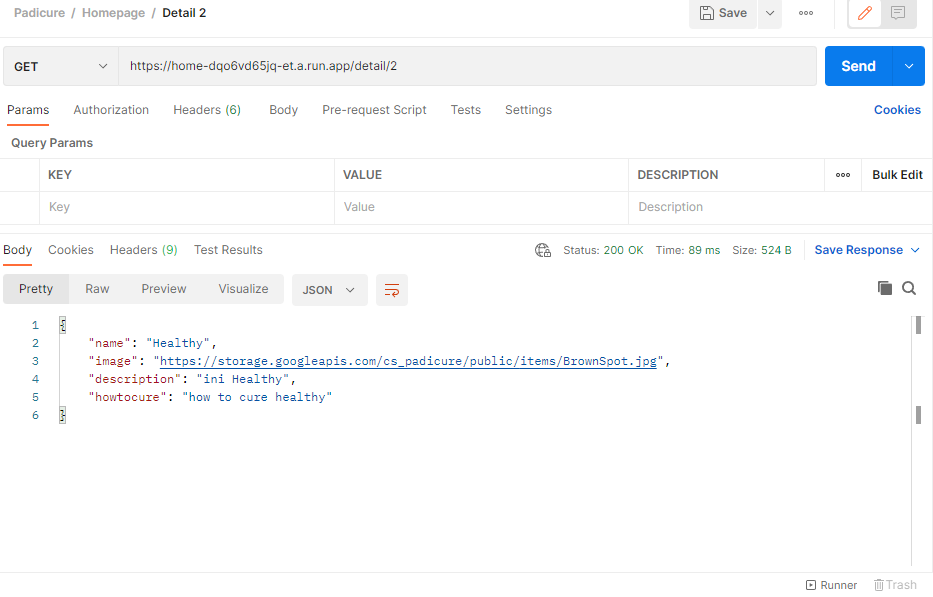 Padicure / Homepage / Detail 2
Save
GET
https://home-dqo6vd65jq-et.a.run.app/detail/2
Send
Params Authorization Headers (6) Body Pre-request Script Tests Settings Cookies
Query Params
KEY VALUE DESCRIPTION Bulk Edit
Key Value Description
Body Cookies Headers (9) Test Results Status: 200 OK Time: 89 ms Size: 524 B Save Response
Pretty Raw Preview Visualize JSON
1 {
2 "name": "Healthy",
3 "image": "https://storage.googleapis.com/cs_padicure/public/items/BrownSpot.jpg",
4 "description": "ini Healthy",
5 "howtocure": "how to cure healthy"
6 }
Runner Trash